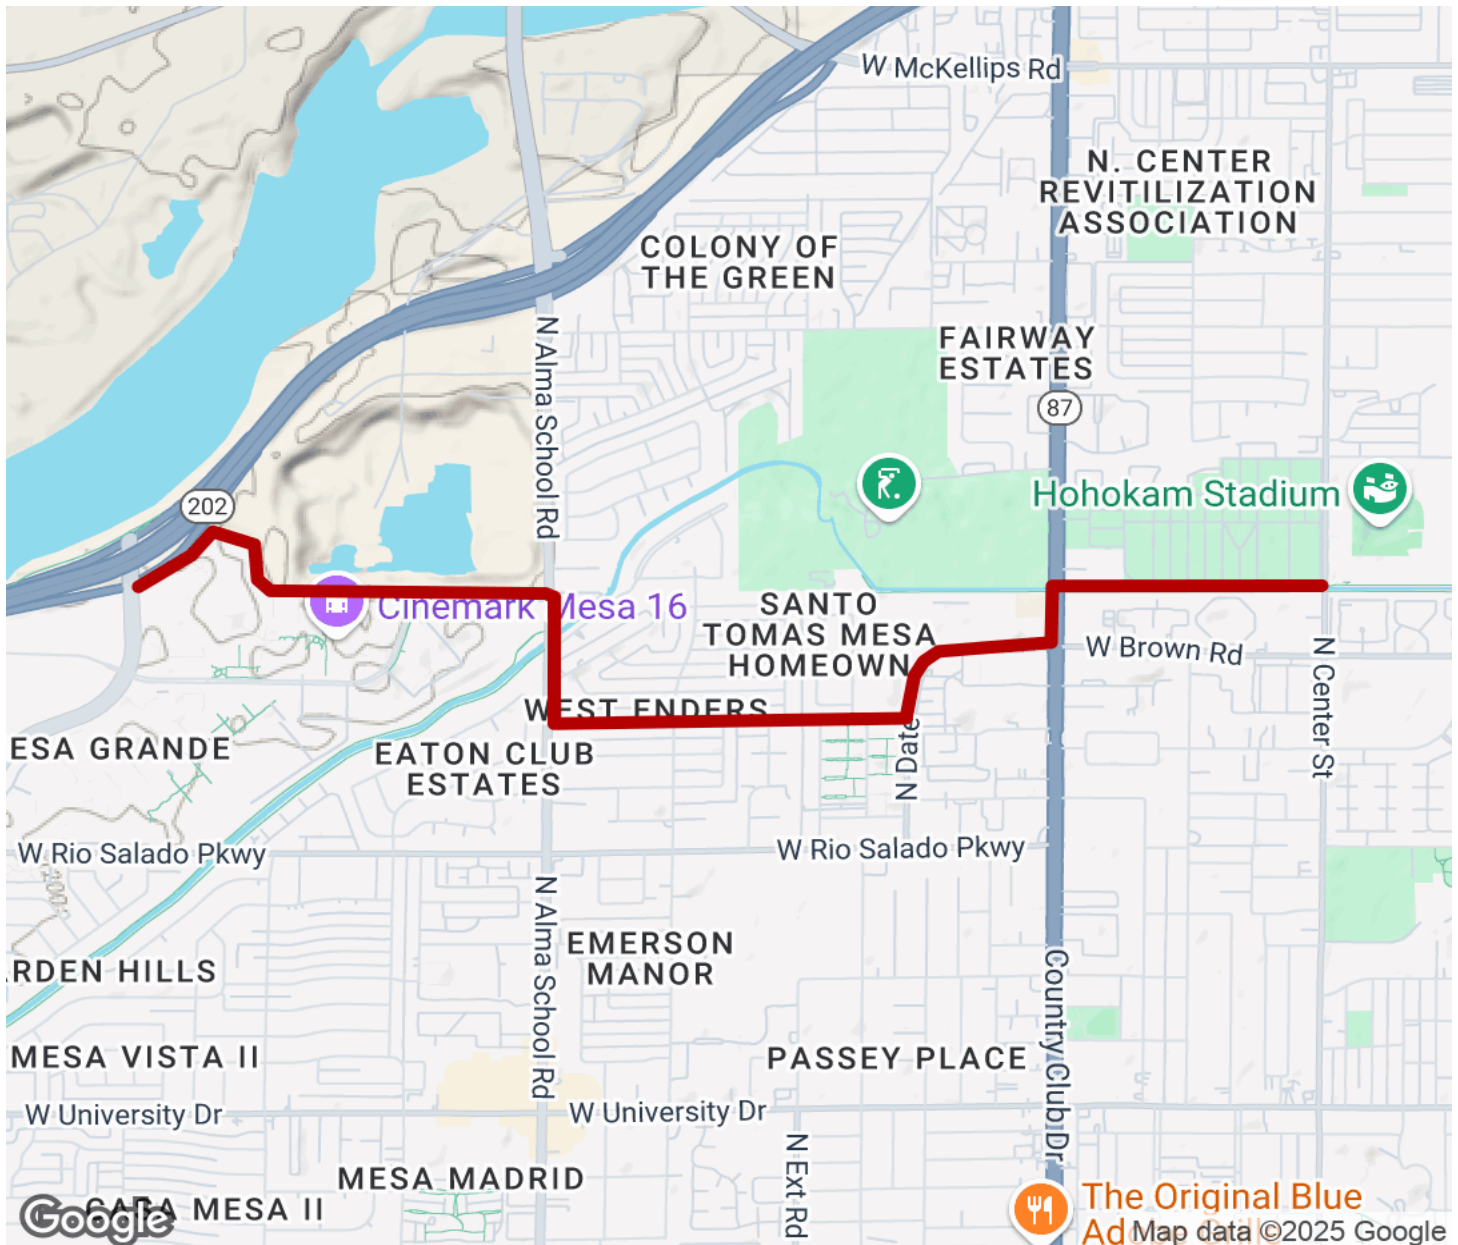 W McKellips Rd
N. CENTER
REVITILIZATION
ASSOCIATION
COLONY OF
THE GREEN
N Alma School Rd
FAIRWAY
ESTATES
87
Hohokam Stadium
202
Cinemark Mesa 16
SANTO
TOMAS MESA
HOMEOWN
W Brown Rd
N Center St
WEST ENDERS
ESA GRANDE
EATON CLUB
ESTATES
N Date
W Rio Salado Pkwy
W Rio Salado Pkwy
N Alma School Rd
EMERSON
MANOR
ARDEN HILLS
Country Club Dr
MESA VISTA II
PASSEY PLACE
W University Dr
W University Dr
N Ext Rd
MESA MADRID
CARA MESA II
Google
The Original Blue
Map data ©2025 Google